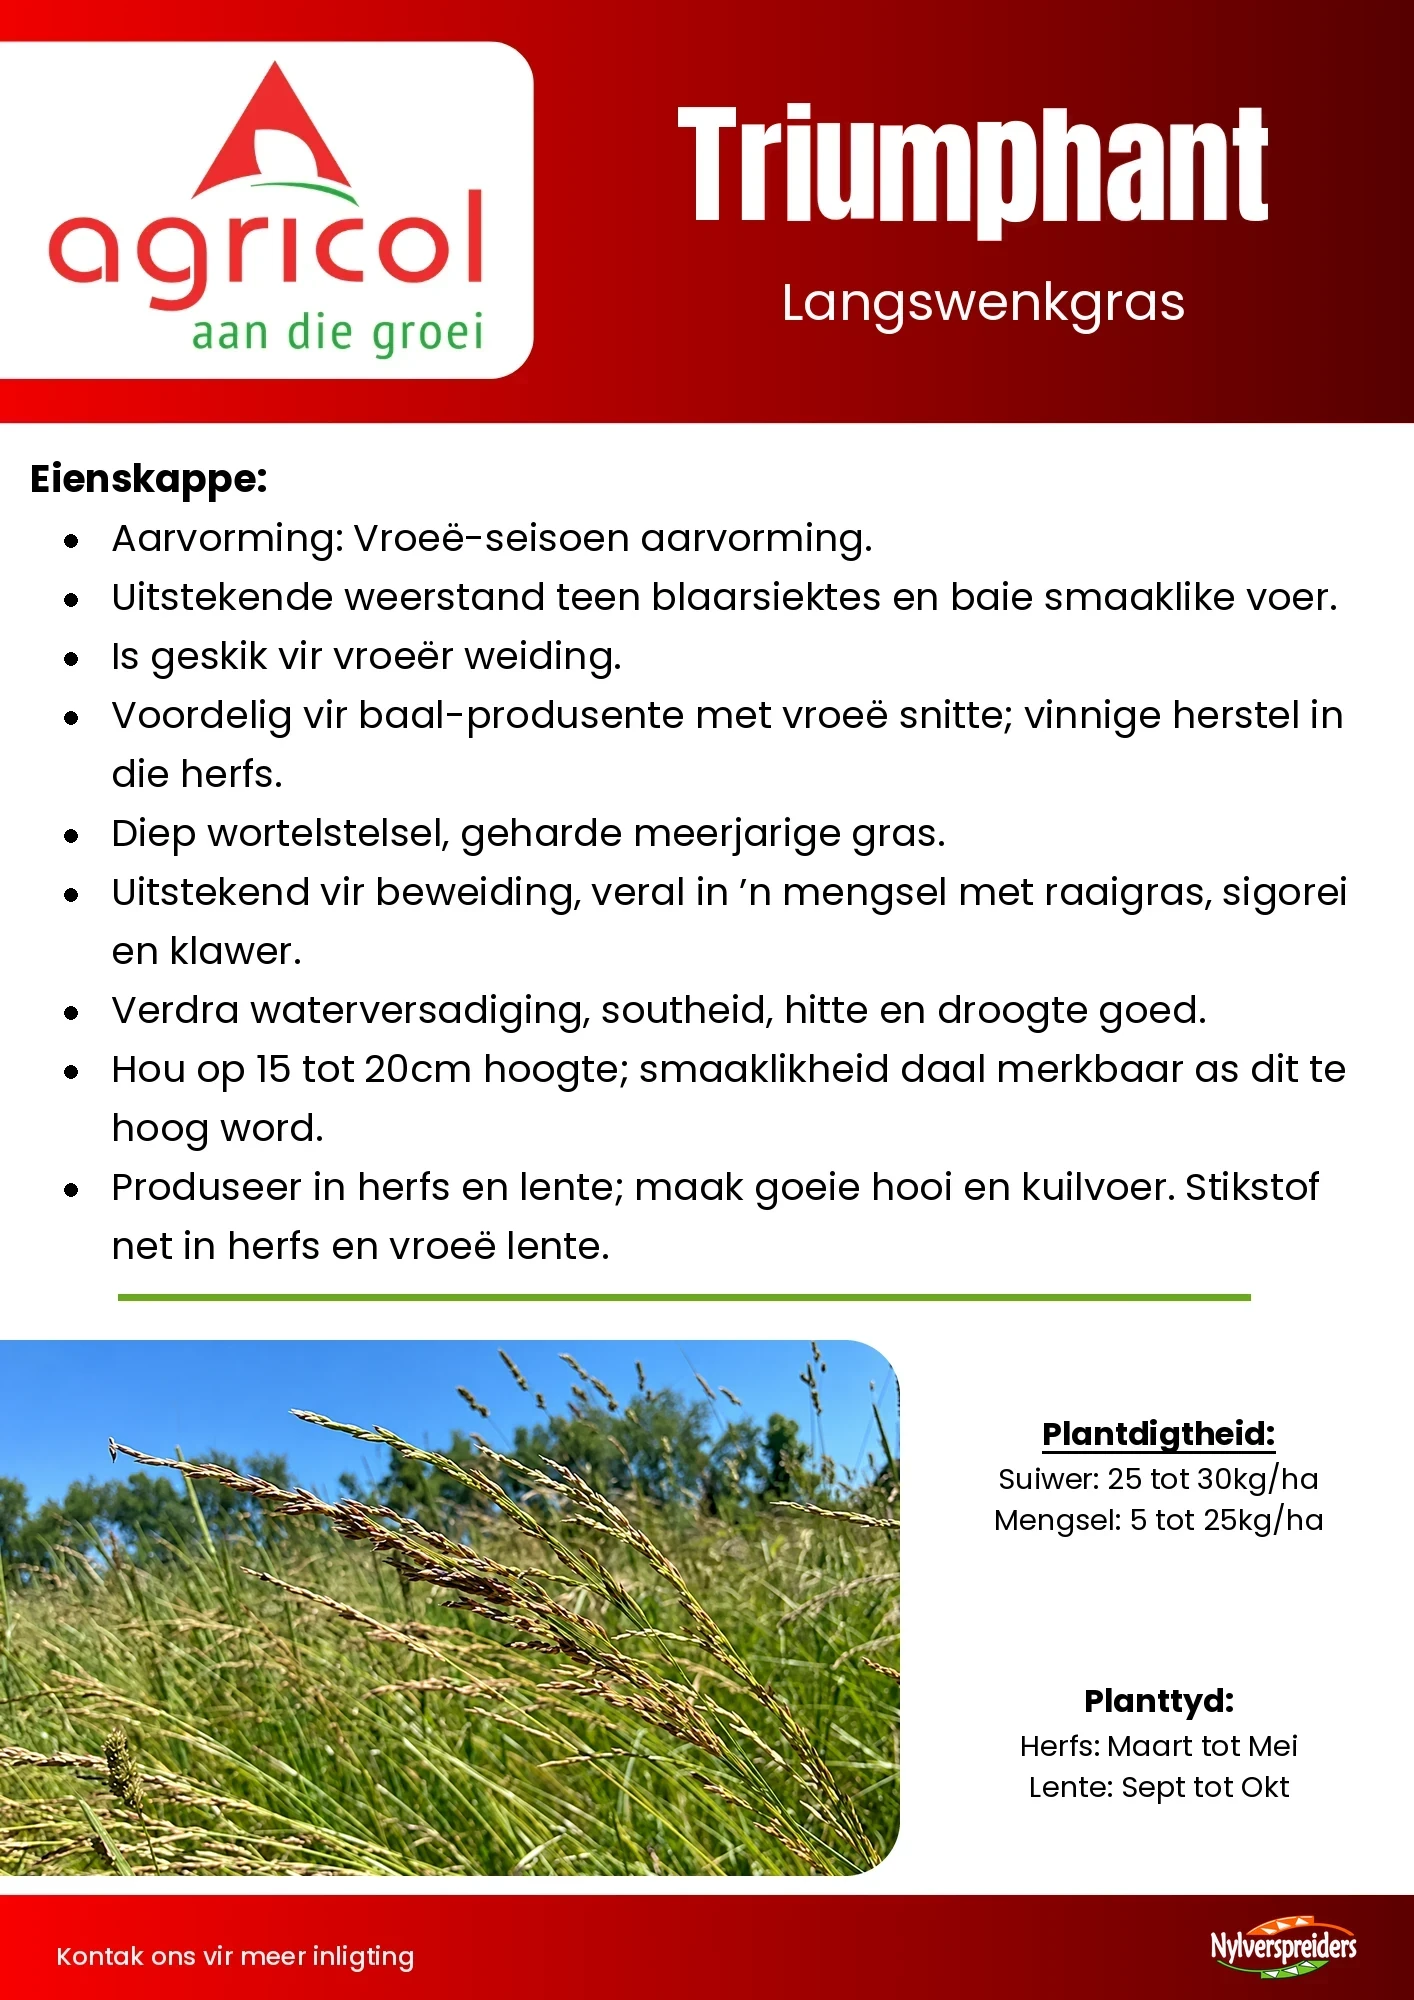 agricol
aan die groei
Triumphant
Langswenkgras
Eienskappe:
• Aarvorming: Vroeë-seisoen aarvorming.
• Uitstekende weerstand teen blaarsiektes en baie smaaklike voer.
• Is geskik vir vroeër weiding.
• Voordelig vir baal-produsente met vroeë snitte; vinnige herstel in
die herfs.
• Diep wortelstelsel, geharde meerjarige gras.
• Uitstekend vir beweiding, veral in ’n mengsel met raaigras, sigorei
en klawer.
• Verdra waterversadiging, southeid, hitte en droogte goed.
• Hou op 15 tot 20cm hoogte; smaaklikheid daal merkbaar as dit te
hoog word.
• Produseer in herfs en lente; maak goeie hooi en kuilvoer. Stikstof
net in herfs en vroeë lente.
Plantdigtheid:
Suiwer: 25 tot 30kg/ha
Mengsel: 5 tot 25kg/ha
Planttyd:
Herfs: Maart tot Mei
Lente: Sept tot Okt
Kontak ons vir meer inligting
Nylverspreiders